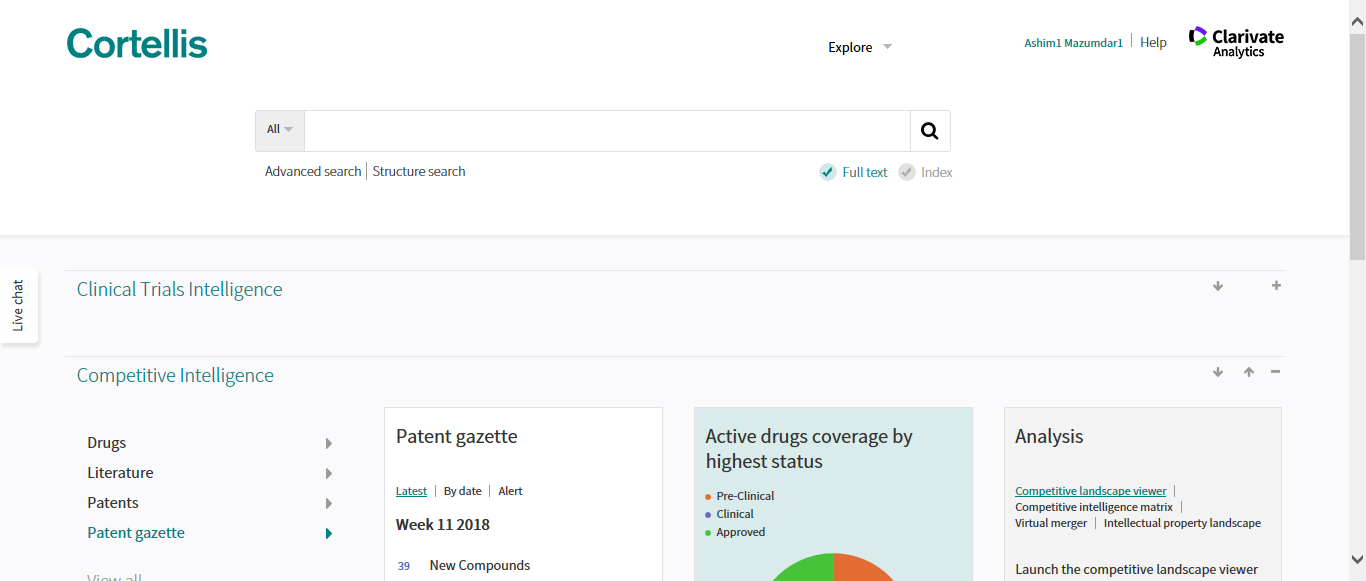 Cortellis
Explore
Ashim1 Mazumdar1
Help
Clarivate
Analytics
All
Advanced search
Structure search
Full text
Index
Live chat
Clinical Trials Intelligence
Competitive Intelligence
Drugs
Literature
Patents
Patent gazette
View all
Patent gazette
Latest
By date
Alert
Week 11 2018
39 New Compounds
Active drugs coverage by
highest status
Pre-Clinical
Clinical
Approved
Analysis
Competitive landscape viewer
Competitive intelligence matrix
Virtual merger
Intellectual property landscape
Launch the competitive landscape viewer